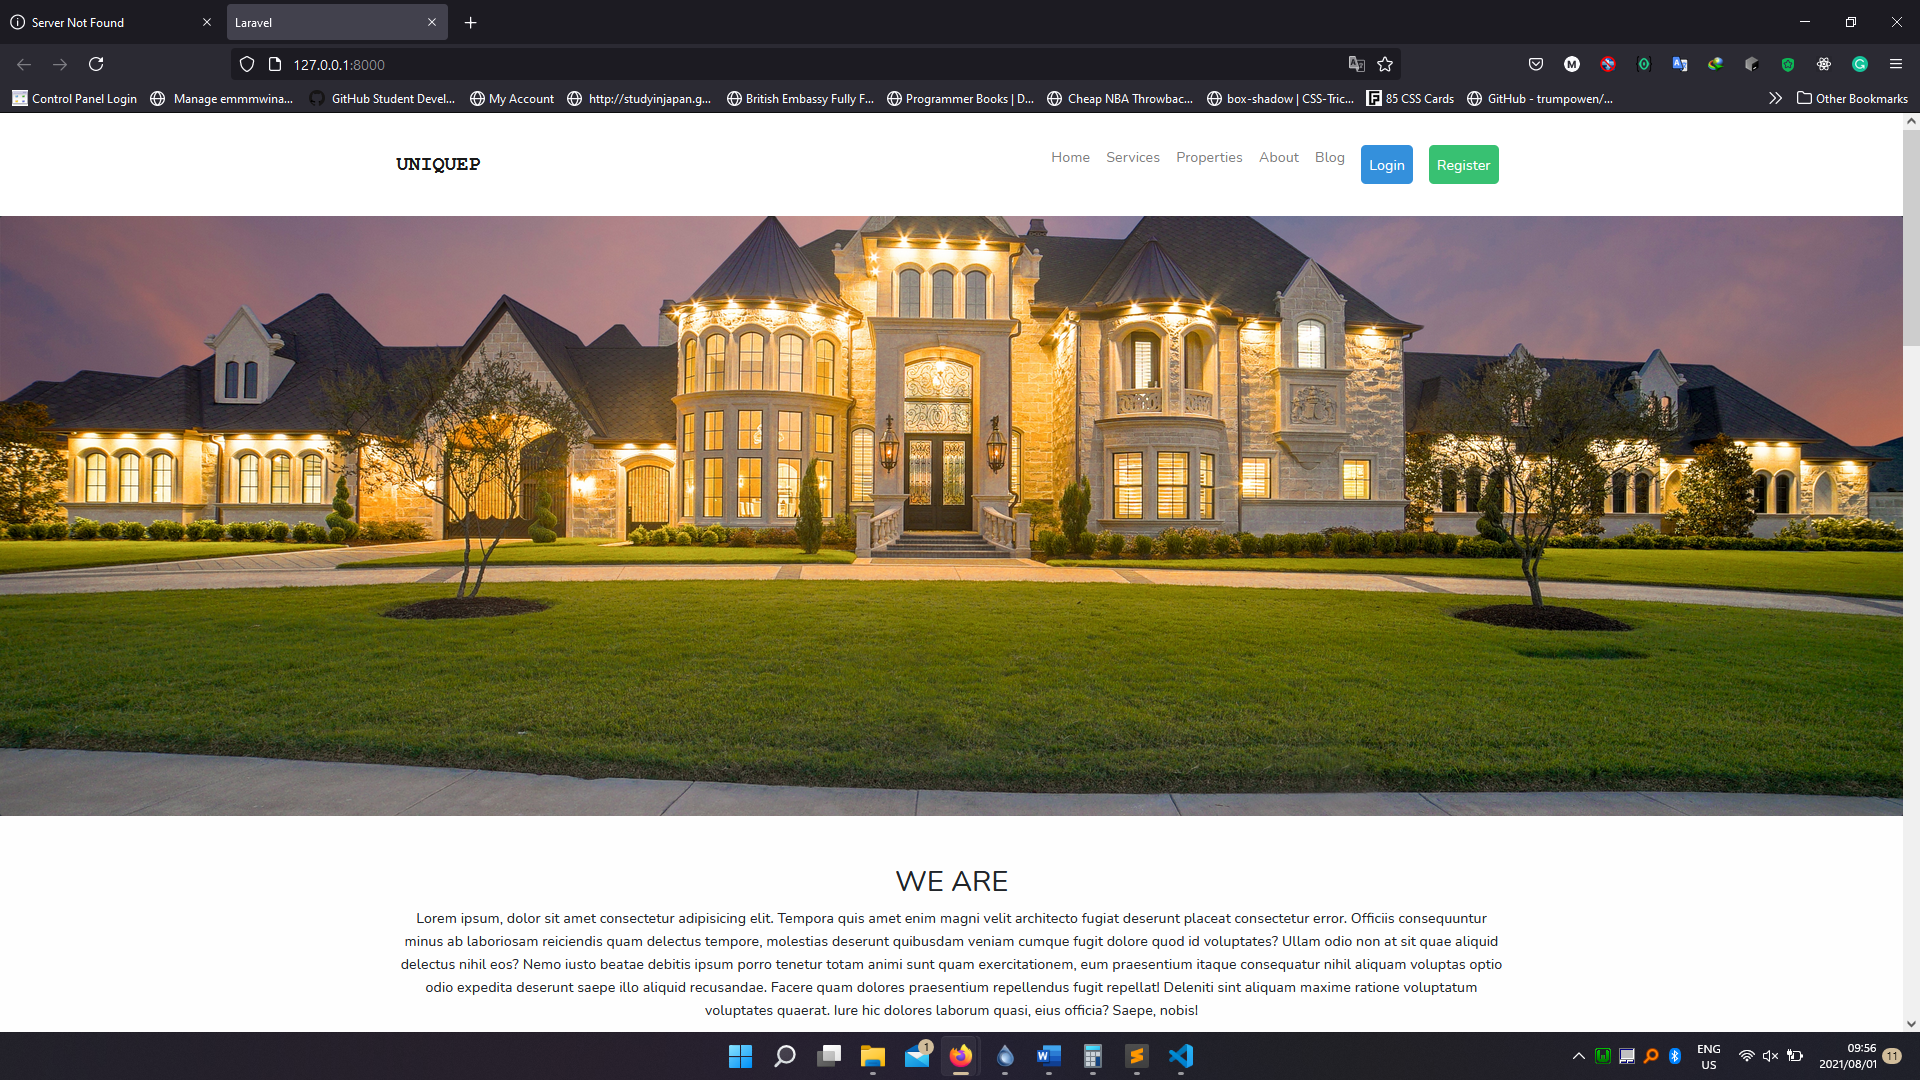 Server Not Found
Laravel
127.0.0.1:8000
Control Panel Login
Manage emmmwina...
GitHub Student Devel...
My Account
http://studyinjapan.g...
British Embassy Fully F...
Programmer Books | D...
Cheap NBA Throwbac...
box-shadow | CSS-Tric...
85 CSS Cards
GitHub - trumpowen/...
Other Bookmarks
UNIQUEP
Home Services Properties About Blog Login Register
WE ARE
Lorem ipsum, dolor sit amet consectetur adipisicing elit. Tempora quis amet enim magni velit architecto fugiat deserunt placeat consectetur error. Officiis consequuntur
minus ab laboriosam reiciendis quam delectus tempore, molestias deserunt quibusdam veniam cumque fugit dolore quod id voluptates? Ullam odio non at sit quae aliquid
delectus nihil eos? Nemo iusto beatae debitis ipsum porro tenetur totam animi sunt quam exercitationem, eum praesentium itaque consequatur nihil aliquam voluptas optio
odio expedita deserunt saepe illo aliquid recusandae. Facere quam dolores praesentium repellendus fugit repellat! Deleniti sint aliquam maxime ratione voluptatum
voluptates quaerat. Iure hic dolores laborum quasi, eius officia? Saepe, nobis!
1
ENG
US
09:56
2021/08/01
11